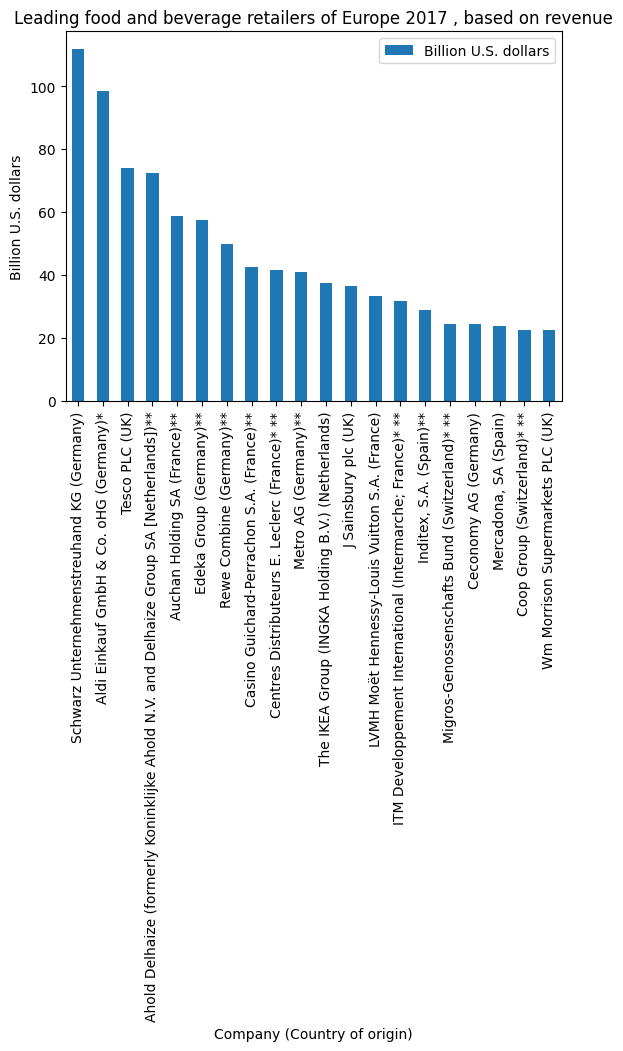 Leading food and beverage retailers of Europe 2017 , based on revenue
Billion U.S. dollars
Billion U.S. dollars
100
80
60
40
20
0
Schwarz Unternehmenstreuhand KG (Germany)
Aldi Einkauf GmbH & Co. oHG (Germany)*
Tesco PLC (UK)
Ahold Delhaize (formerly Koninklijke Ahold N.V. and Delhaize Group SA [Netherlands])**
Auchan Holding SA (France)**
Edeka Group (Germany)**
Rewe Combine (Germany)**
Casino Guichard-Perrachon S.A. (France)**
Centres Distributeurs E. Leclerc (France)* **
Metro AG (Germany)**
The IKEA Group (INGKA Holding B.V.) (Netherlands)
J Sainsbury plc (UK)
LVMH Moët Hennessy-Louis Vuitton S.A. (France)
ITM Developpement International (Intermarche; France)* **
Inditex, S.A. (Spain)**
Migros-Genossenschafts Bund (Switzerland)* **
Ceconomy AG (Germany)
Mercadona, SA (Spain)
Coop Group (Switzerland)* **
Wm Morrison Supermarkets PLC (UK)
Company (Country of origin)